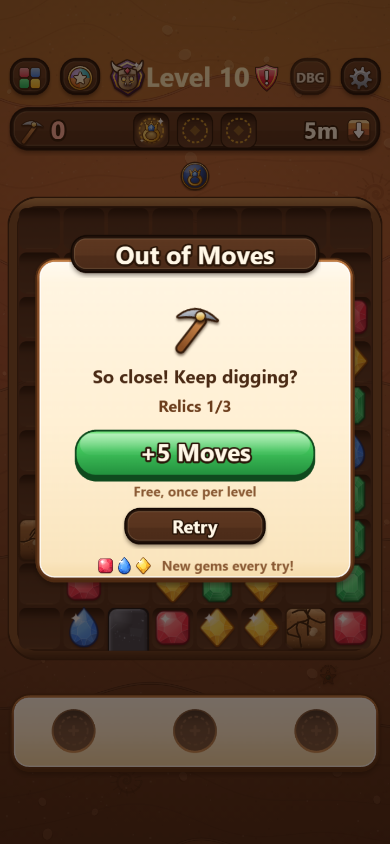 Level 10
DBG
0
5m
Out of Moves
So close! Keep digging?
Relics 1/3
+5 Moves
Free, once per level
Retry
New gems every try!